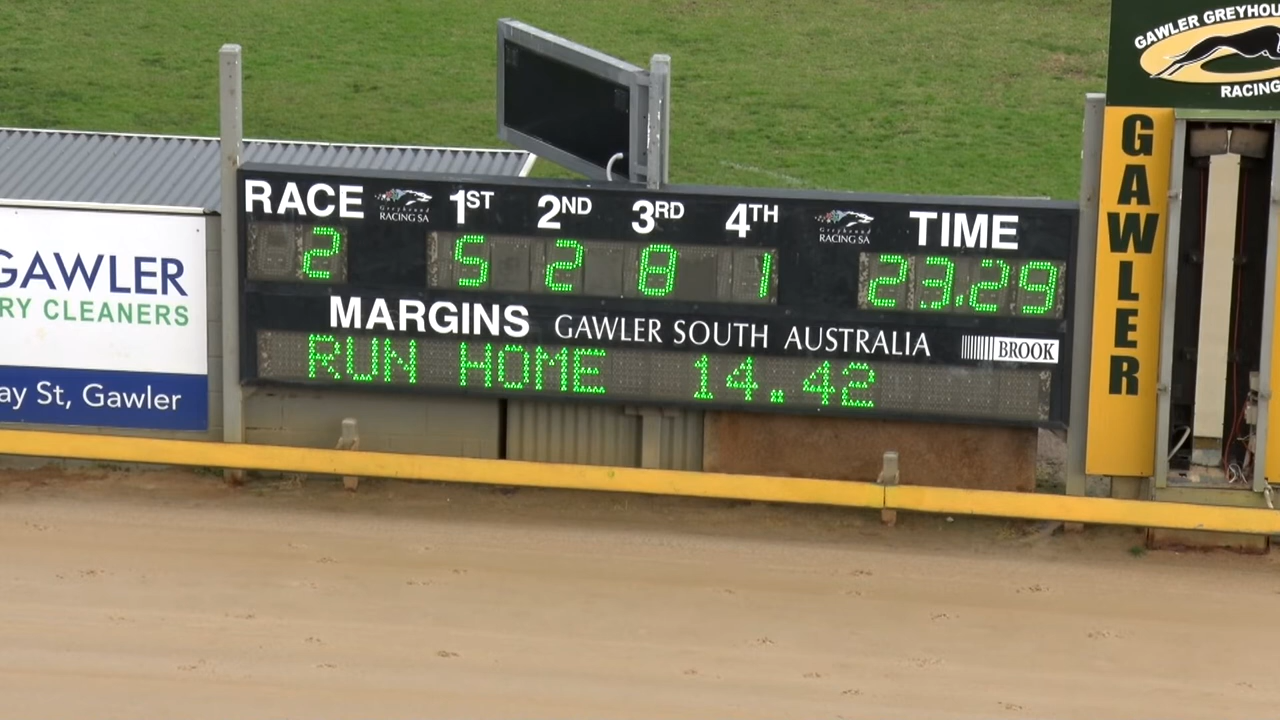 GAWLER GREYHOU
RACING
RACE Greyhound RACING SA 1ST 2ND 3RD 4TH Greyhound RACING SA TIME
2 5 2 8 1 23.29
MARGINS GAWLER SOUTH AUSTRALIA BROOK
RUN HOME 14.42
GAWLER
RY CLEANERS
ay St, Gawler
GAWLER